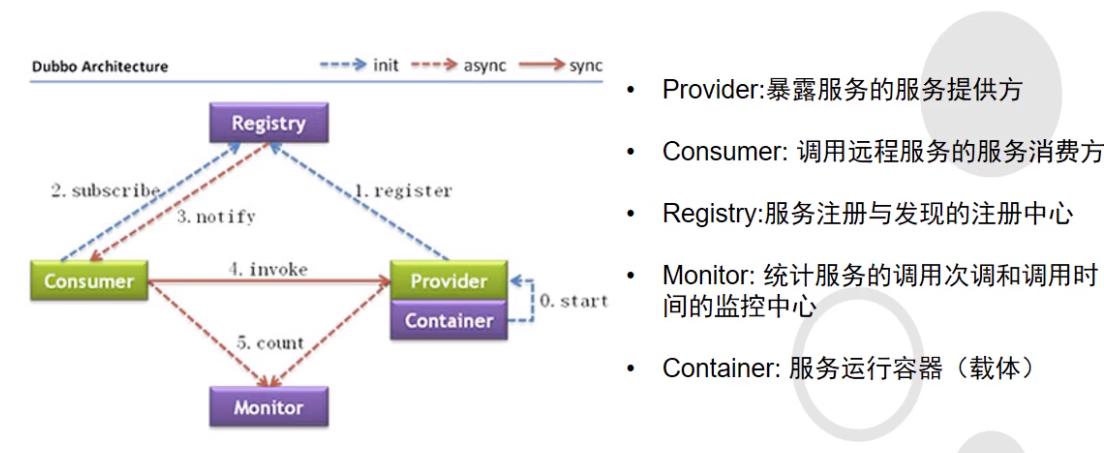 Dubbo Architecture
init
async
sync
Registry
2. subscribe
1. register
3. notify
Consumer
4. invoke
Provider
Container
0. start
5. count
Monitor
• Provider:暴露服务的服务提供方
• Consumer: 调用远程服务的服务消费方
• Registry:服务注册与发现的注册中心
• Monitor: 统计服务的调用次调和调用时
间的监控中心
• Container: 服务运行容器（载体）